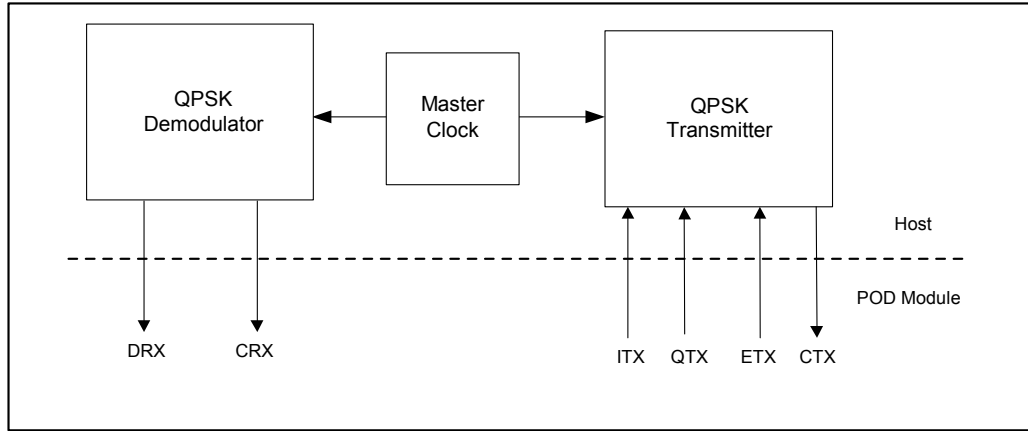 QPSK
Demodulator
Master
Clock
QPSK
Transmitter
Host
POD Module
DRX
CRX
ITX
QTX
ETX
CTX